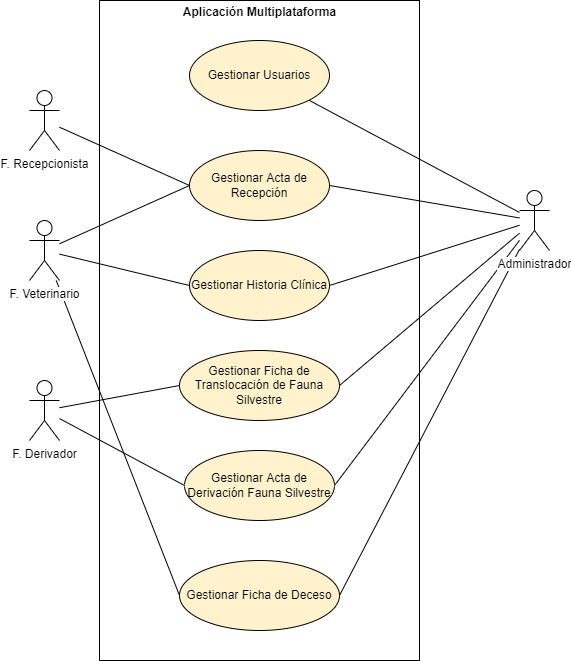 Aplicación Multiplataforma
Gestionar Usuarios
F. Recepcionista
Gestionar Acta de
Recepción
Administrador
F. Veterinario
Gestionar Historia Clínica
Gestionar Ficha de
Translocación de Fauna
Silvestre
F. Derivador
Gestionar Acta de
Derivación Fauna Silvestre
Gestionar Ficha de Deceso